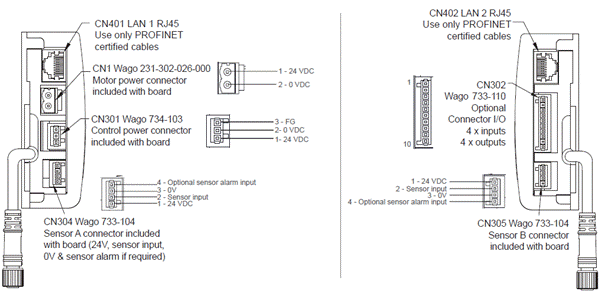 CN401 LAN 1 RJ45
Use only PROFINET
certified cables
CN1 Wago 231-302-026-000
Motor power connector
included with board
1 - 24 VDC
2 - 0 VDC
CN301 Wago 734-103
Control power connector
included with board
3 - FG
2 - 0 VDC
1 - 24 VDC
4 - Optional sensor alarm input
3 - 0V
2 - Sensor input
1 - 24 VDC
CN304 Wago 733-104
Sensor A connector included
with board (24V, sensor input,
0V & sensor alarm if required)
CN402 LAN 2 RJ45
Use only PROFINET
certified cables
1
10
CN302
Wago 733-110
Optional
Connector I/O
4 x inputs
4 x outputs
1 - 24 VDC
2 - Sensor input
3 - 0V
4 - Optional sensor alarm input
CN305 Wago 733-104
Sensor B connector
included with board